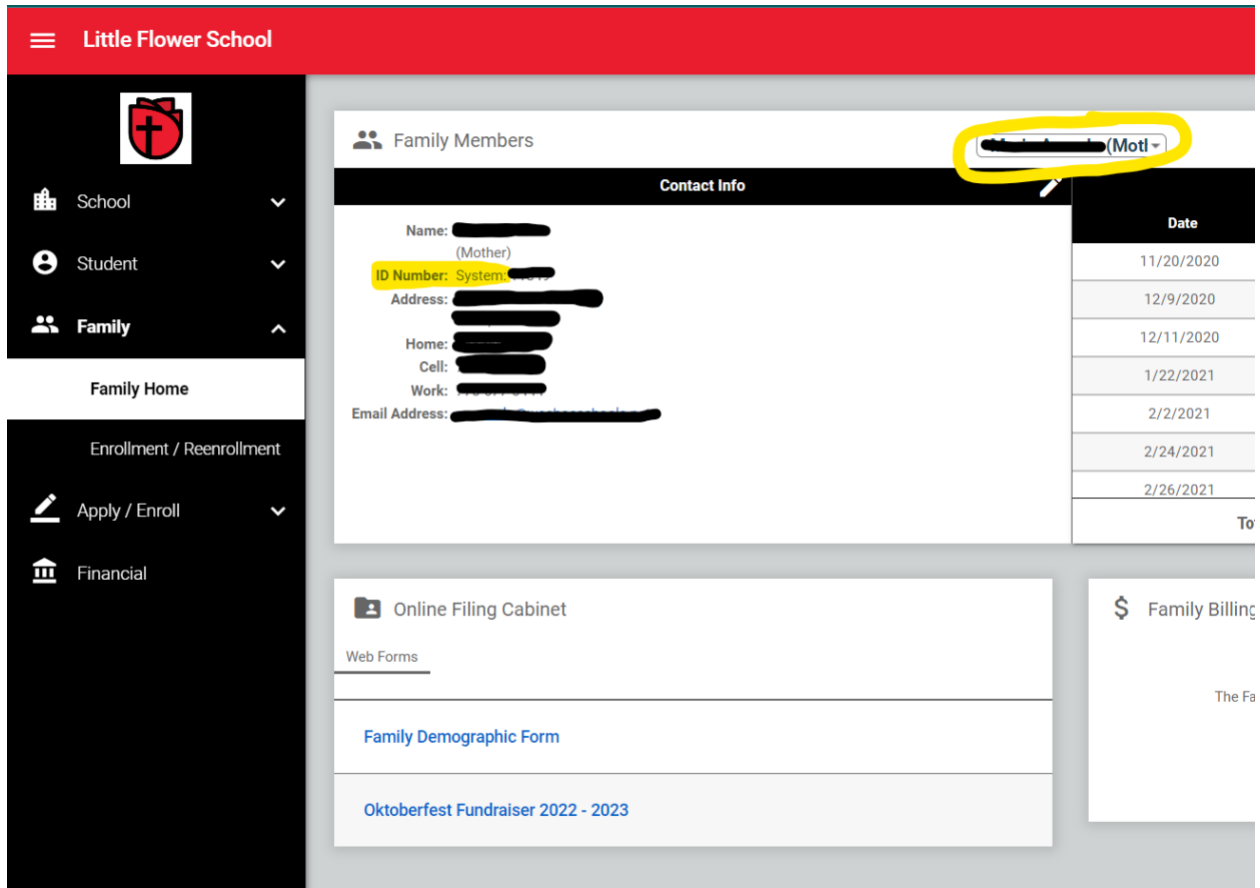 Little Flower School
School
Student
Family
Family Home
Enrollment / Reenrollment
Apply / Enroll
Financial
Family Members
(Motl
Contact Info
Name:
(Mother)
ID Number: System:
Address:
Home:
Cell:
Work:
Email Address:
Date
11/20/2020
12/9/2020
12/11/2020
1/22/2021
2/2/2021
2/24/2021
2/26/2021
Online Filing Cabinet
Web Forms
Family Demographic Form
Oktoberfest Fundraiser 2022 - 2023
$ Family Billing
The Fa